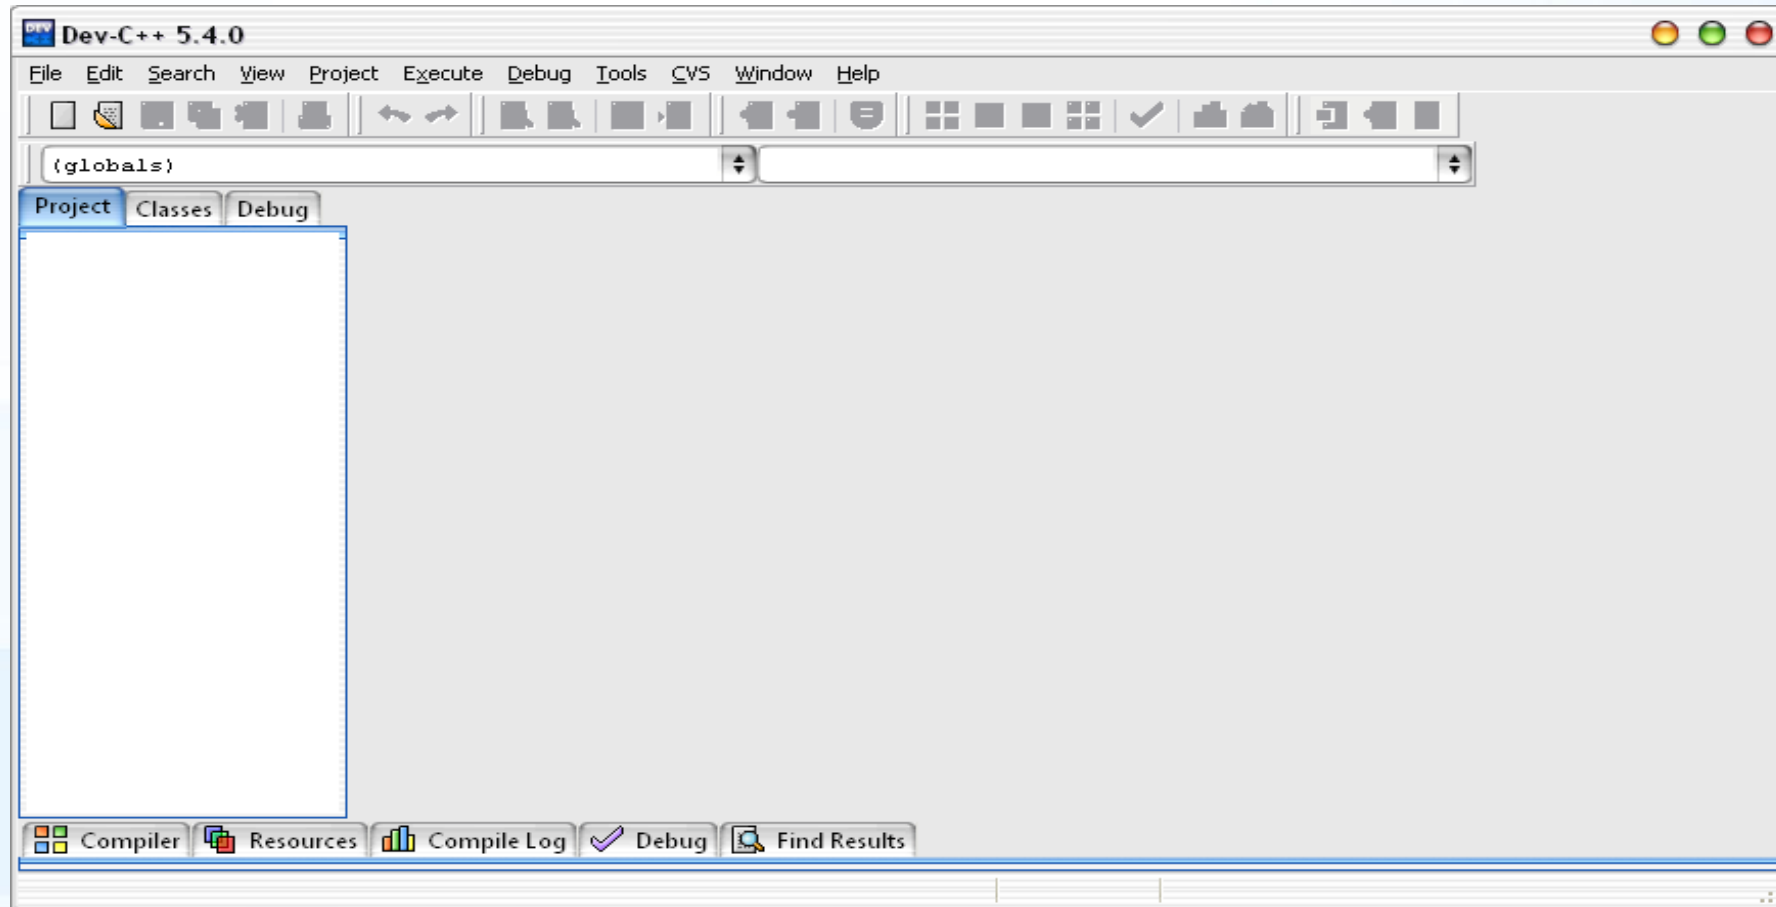 Dev-C++ 5.4.0
File Edit Search View Project Execute Debug Tools CVS Window Help
(globals)
Project Classes Debug
Compiler Resources Compile Log Debug Find Results